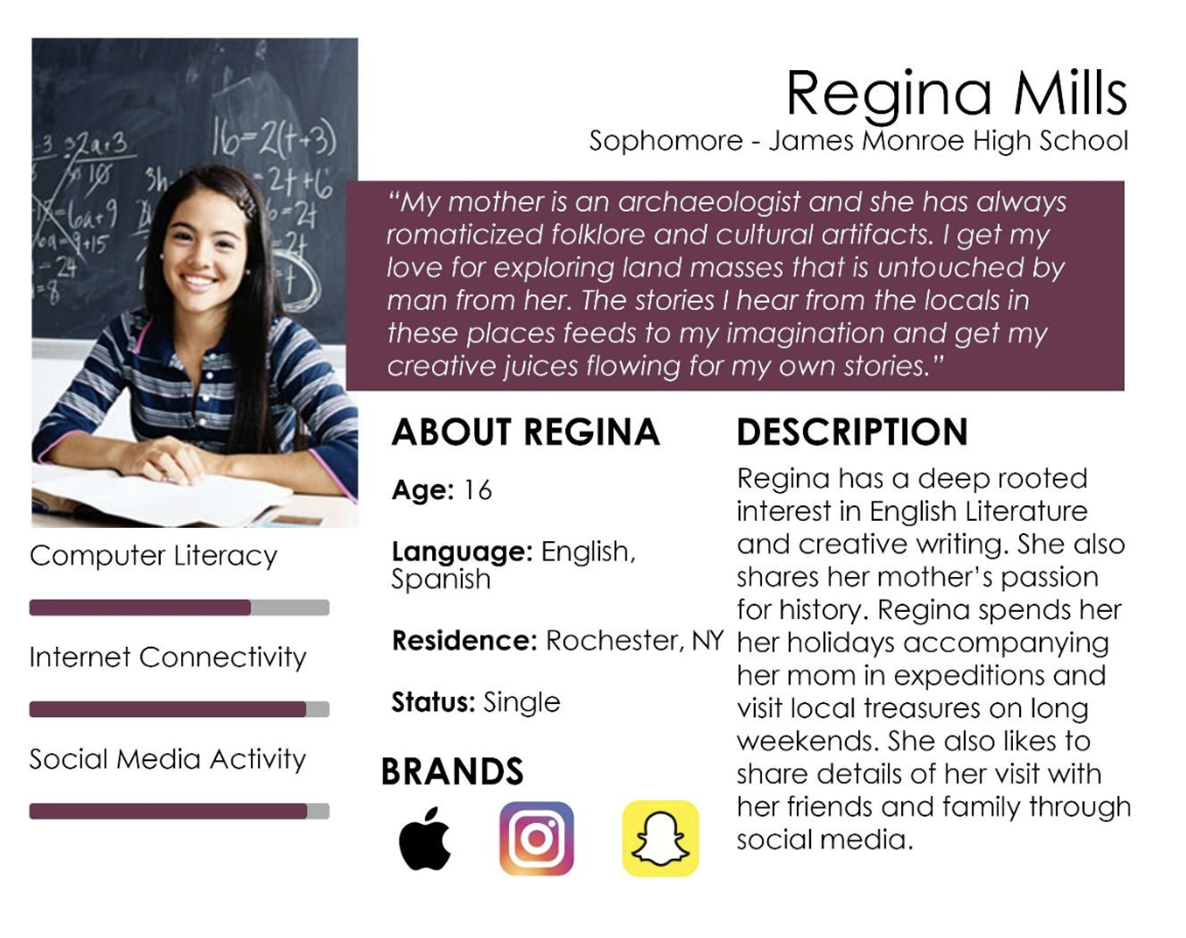 Regina Mills
Sophomore - James Monroe High School
“My mother is an archaeologist and she has always
romaticized folklore and cultural artifacts. I get my
love for exploring land masses that is untouched by
man from her. The stories I hear from the locals in
these places feeds to my imagination and get my
creative juices flowing for my own stories.”
16=2(t+3)
=2t+6
Computer Literacy
Internet Connectivity
Social Media Activity
ABOUT REGINA
Age: 16
Language: English,
Spanish
Residence: Rochester, NY
Status: Single
BRANDS
DESCRIPTION
Regina has a deep rooted
interest in English Literature
and creative writing. She also
shares her mother’s passion
for history. Regina spends her
her holidays accompanying
her mom in expeditions and
visit local treasures on long
weekends. She also likes to
share details of her visit with
her friends and family through
social media.